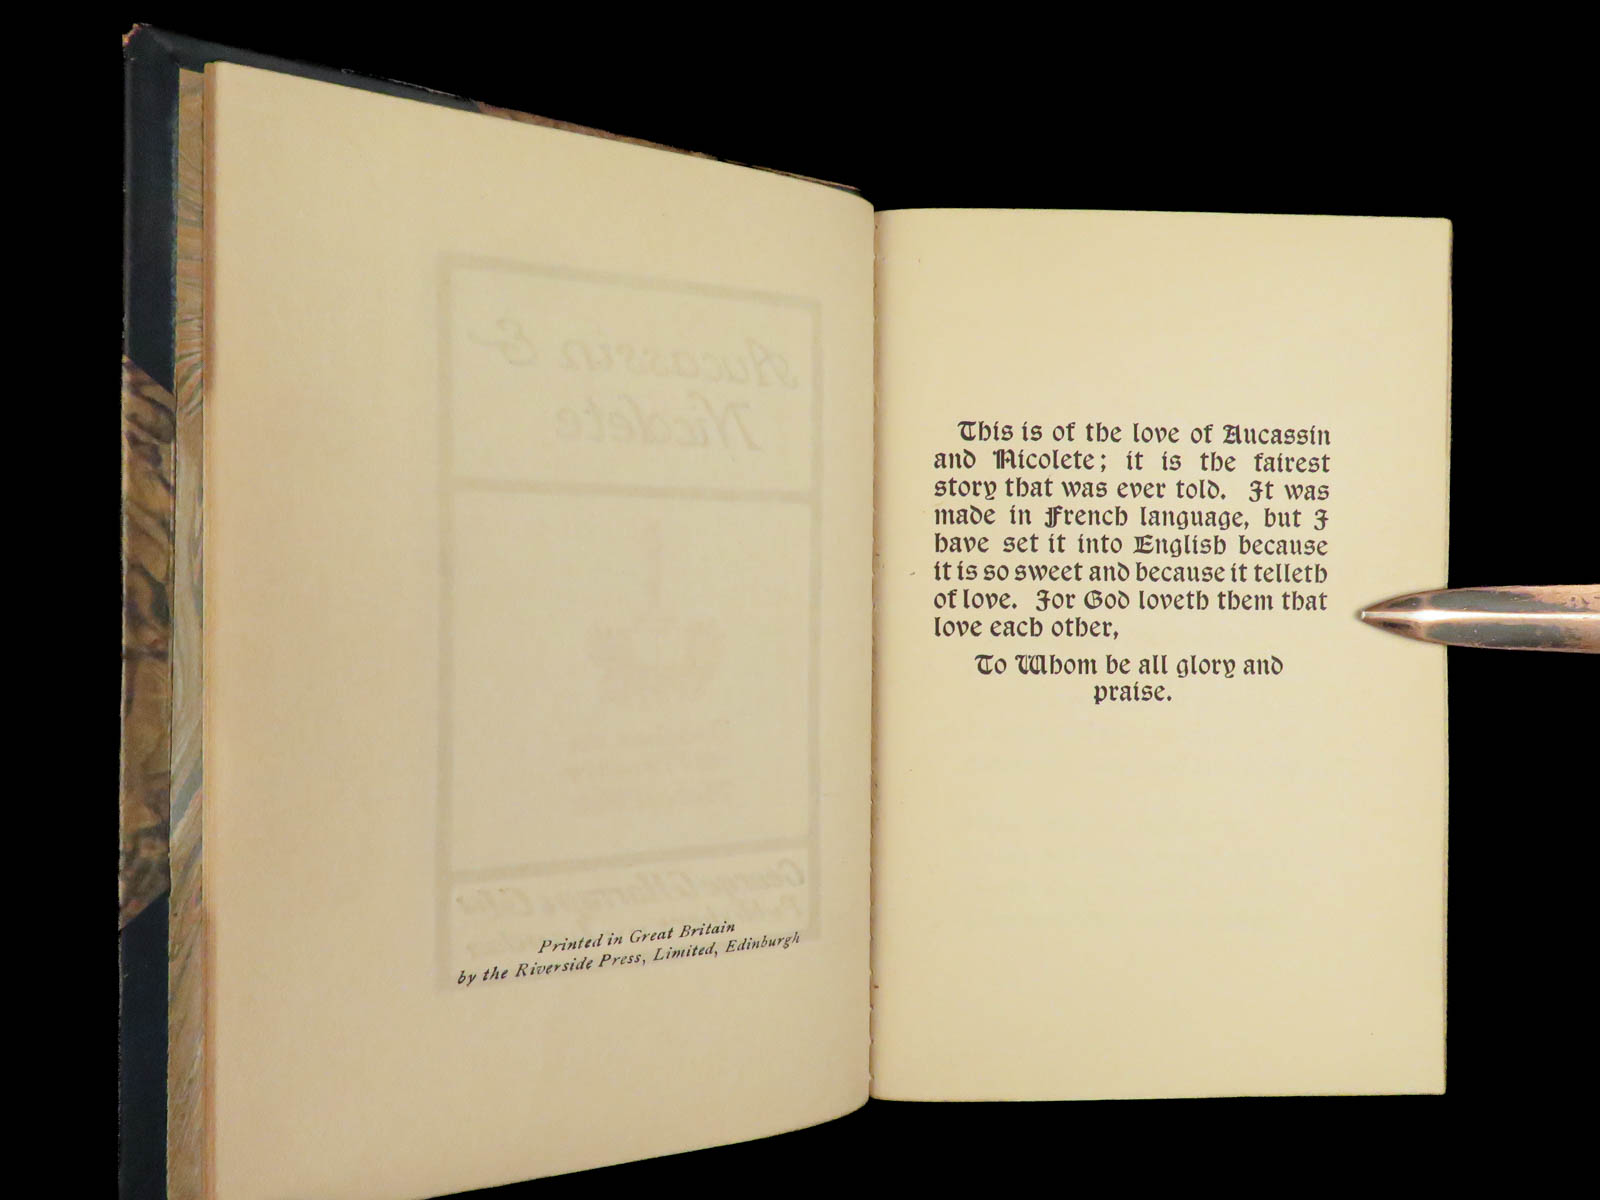 Printed in Great Britain
by the Riverside Press, Limited, Edinburgh
This is of the love of Aucassin
and Nicolete; it is the fairest
story that was ever told. It was
made in French language, but I
have set it into English because
it is so sweet and because it telleth
of love. For God loveth them that
love each other,
To Whom be all glory and
praise.
Aucassin &
Nicolete